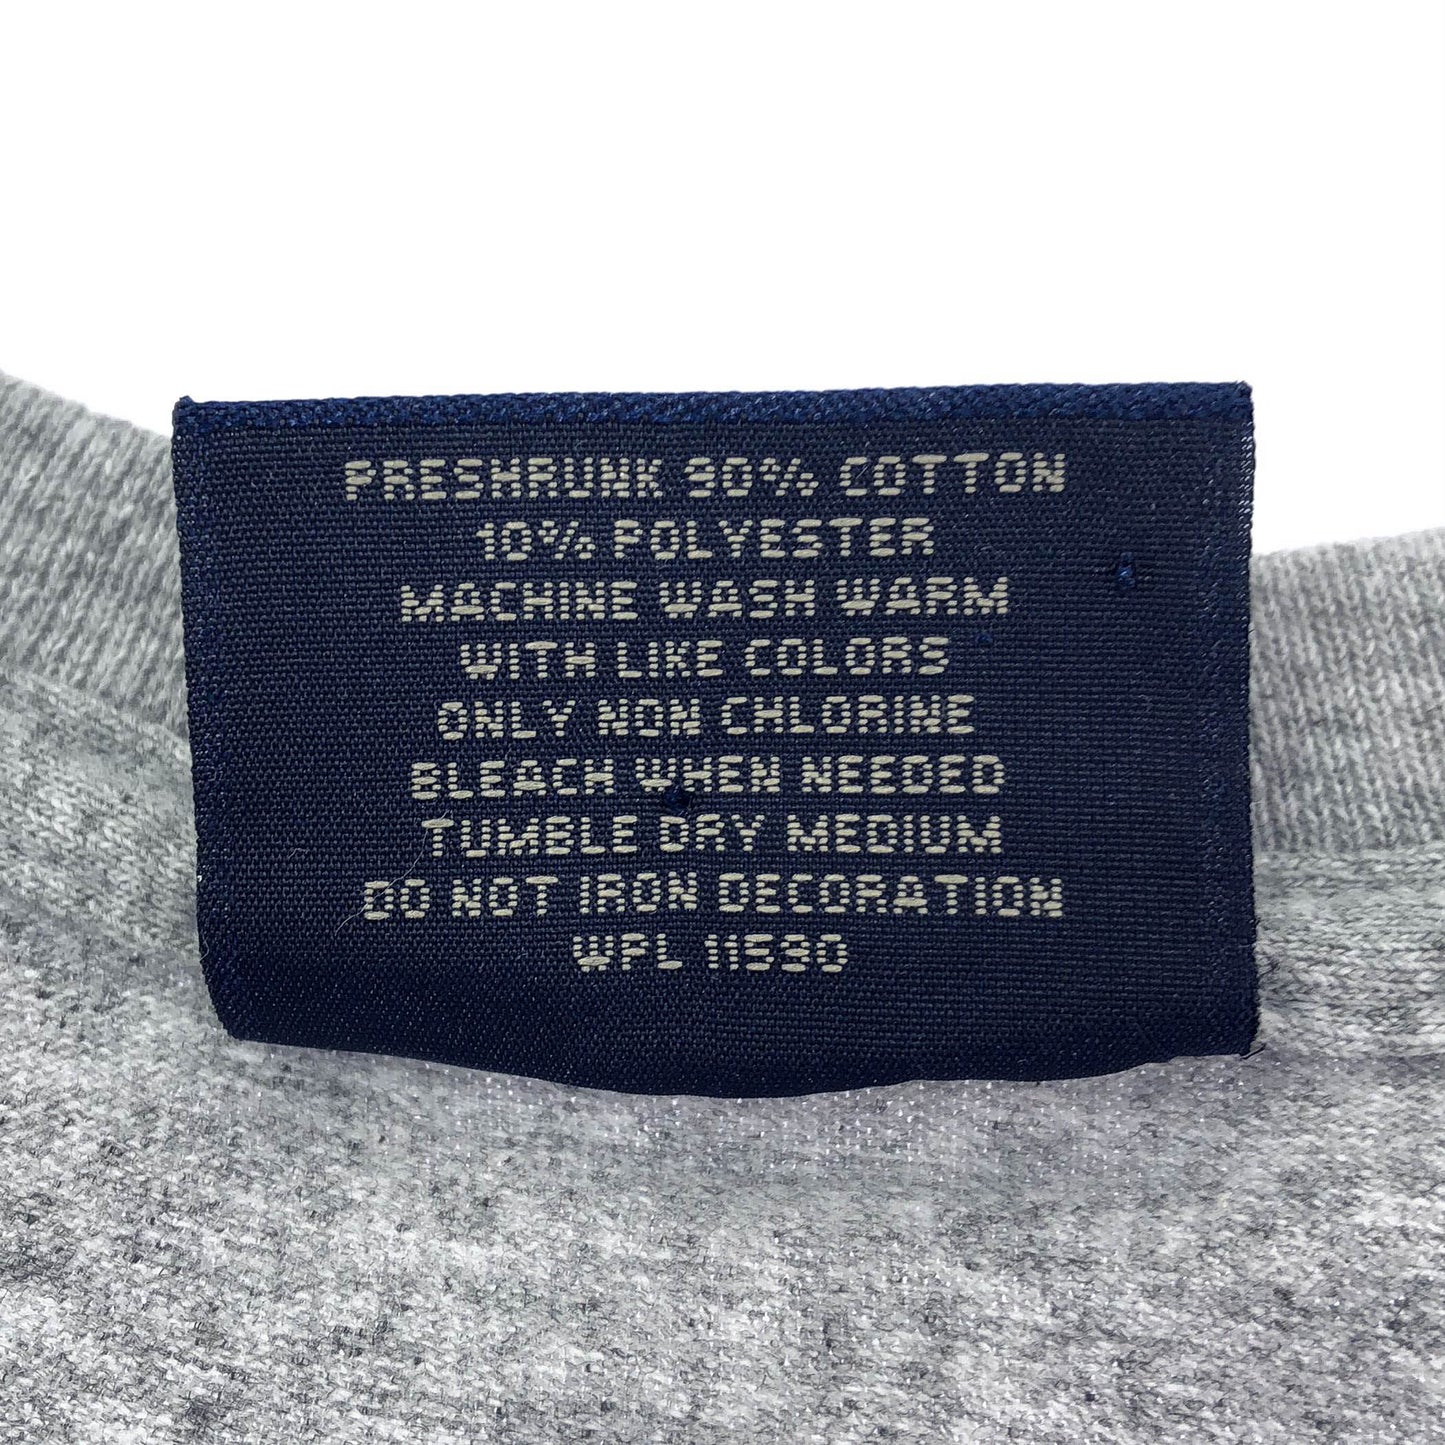 PRESHRUNK 90% COTTON
10% POLYESTER
MACHINE WASH WARM
WITH LIKE COLORS
ONLY NON CHLORINE
BLEACH WHEN NEEDED
TUMBLE DRY MEDIUM
DO NOT IRON DECORATION
WPL 11590